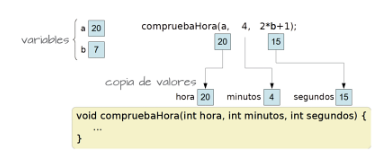 variables
a 20
b 7
compruebaHora(a, 4, 2*b+1);
20 15
copia de valores
hora 20 minutos 4 segundos 15
void compruebaHora(int hora, int minutos, int segundos) {
...
}